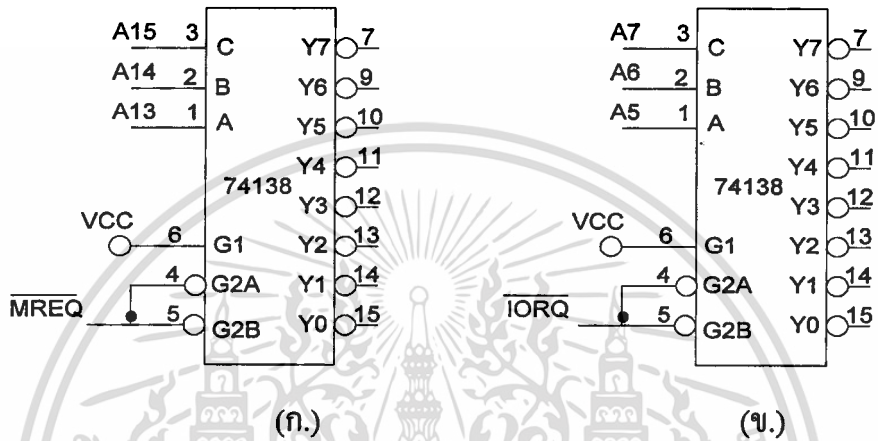 A15 3 C Y7 7
A14 2 B Y6 9
A13 1 A Y5 10
Y4 11
74138
Y3 12
VCC 6 G1 Y2 13
4 G2A Y1 14
MREQ 5 G2B Y0 15
(ก.)
A7 3 C Y7 7
A6 2 B Y6 9
A5 1 A Y5 10
Y4 11
74138
Y3 12
VCC 6 G1 Y2 13
4 G2A Y1 14
IORQ 5 G2B Y0 15
(ข.)